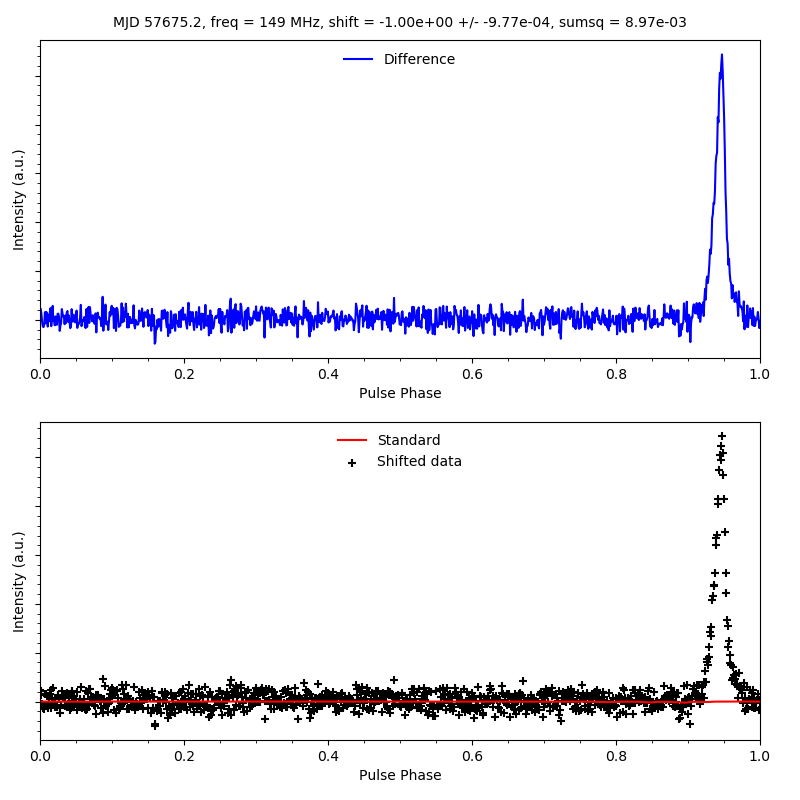 MJD 57675.2, freq = 149 MHz, shift = -1.00e+00 +/- -9.77e-04, sumsq = 8.97e-03
Difference
Intensity (a.u.)
0.0 0.2 0.4 0.6 0.8 1.0
Pulse Phase
Standard
Shifted data
Intensity (a.u.)
0.0 0.2 0.4 0.6 0.8 1.0
Pulse Phase